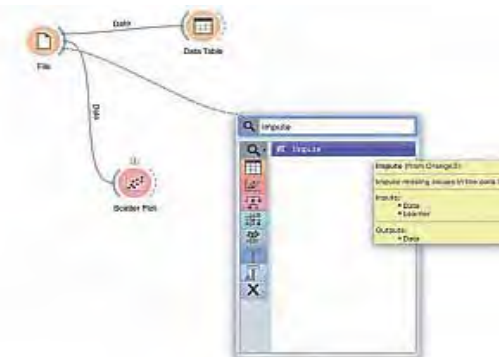 Data
Data Table
File
Data
Scatter Plot
Impute
Impute
Impute (from Orange3)
Impute missing values in the data
Inputs:
• Data
• Learner
Outputs:
• Data